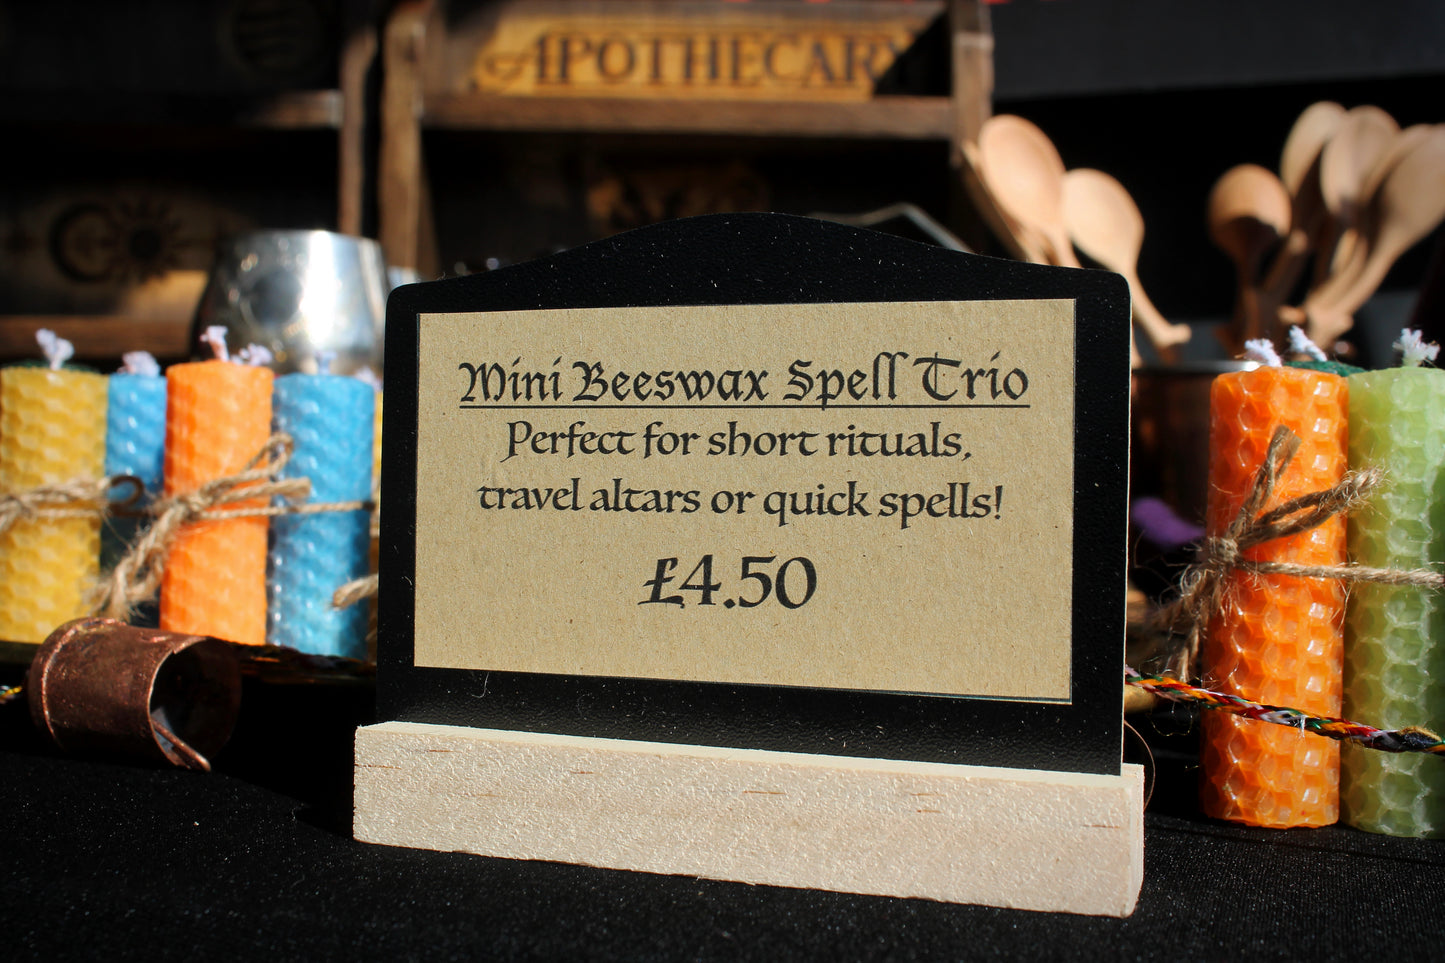 APOTHECARY
Mini Beeswax Spell Trio
Perfect for short rituals,
travel altars or quick spells!
£4.50